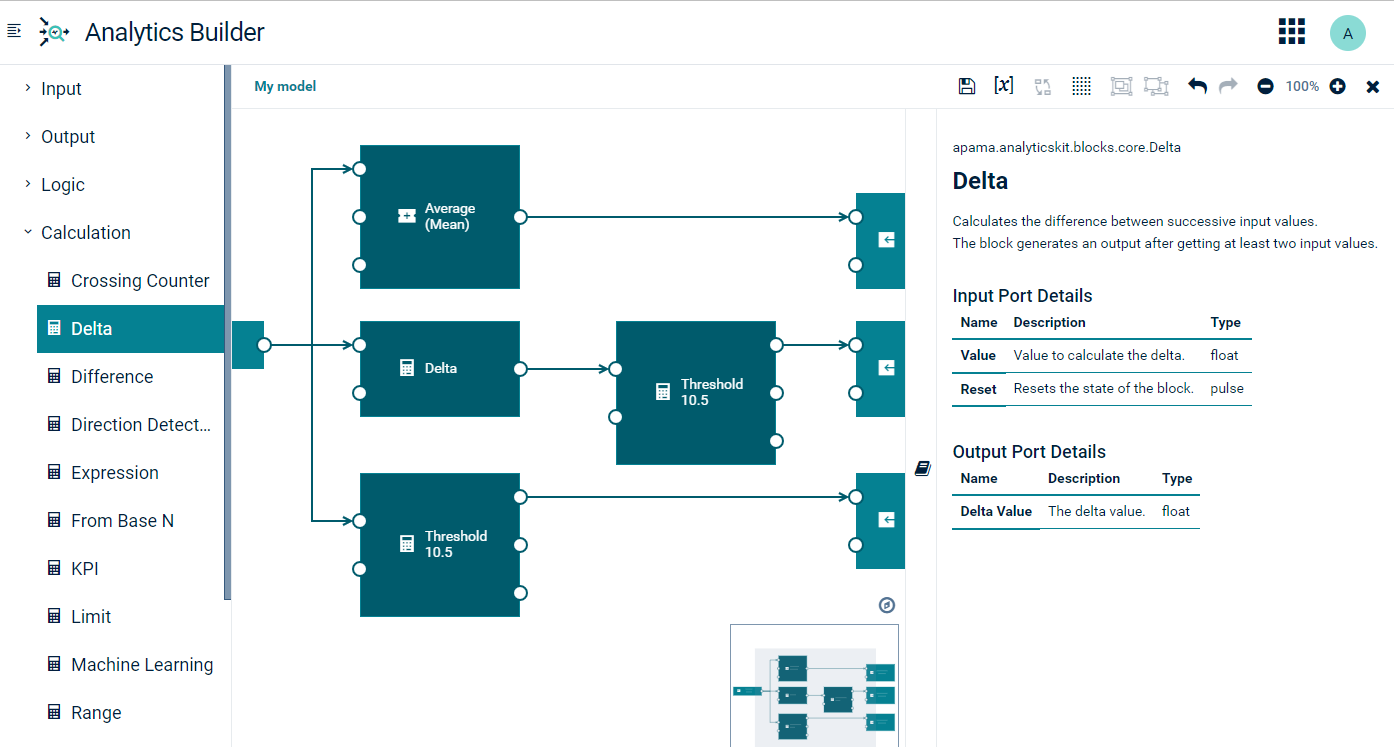 Analytics Builder
A
Input
Output
Logic
Calculation
Crossing Counter
Delta
Difference
Direction Detect...
Expression
From Base N
KPI
Limit
Machine Learning
Range
My model
[x]
100%
Average
(Mean)
Delta
Threshold
10.5
Threshold
10.5
apama.analyticskit.blocks.core.Delta
Delta
Calculates the difference between successive input values.
The block generates an output after getting at least two input values.
Input Port Details
Name Description Type
Value Value to calculate the delta. float
Reset Resets the state of the block. pulse
Output Port Details
Name Description Type
Delta Value The delta value. float